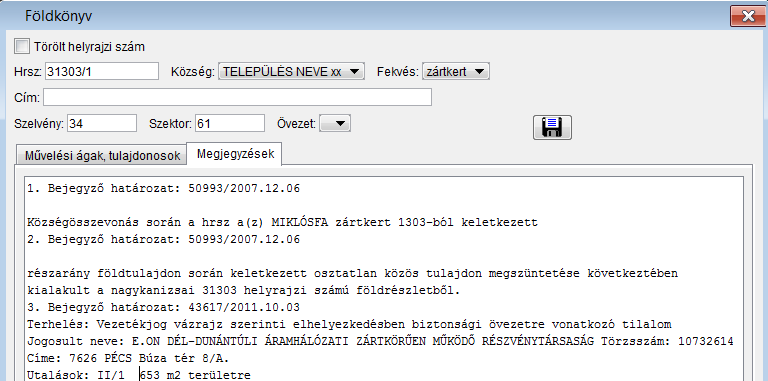 Földkönyv
Törölt helyrajzi szám
Hrsz: 31303/1 Község: TELEPÜLÉS NEVE xx Fekvés: zártkert
Cím:
Szelvény: 34 Szektor: 61 Övezet:
Művelési ágak, tulajdonosok Megjegyzések
1. Bejegyző határozat: 50993/2007.12.06
Községösszevonás során a hrsz a(z) MIKLÓSFA zártkert 1303-ból keletkezett
2. Bejegyző határozat: 50993/2007.12.06
részarány földtulajdon során keletkezett osztatlan közös tulajdon megszüntetése következtében
kialakult a nagykanizsai 31303 helyrajzi számú földrészletből.
3. Bejegyző határozat: 43617/2011.10.03
Terhelés: Vezetékjog vázrajz szerinti elhelyezkedésben biztonsági övezetre vonatkozó tilalom
Jogosult neve: E.ON DÉL-DUNÁNTÚLI ÁRAMHÁLÓZATI ZÁRTKÖRŰEN MŰKÖDŐ RÉSZVÉNYTÁRSASÁG Törzsszám: 10732614
Címe: 7626 PÉCS Búza tér 8/A.
Utalások: II/1 653 m2 területre